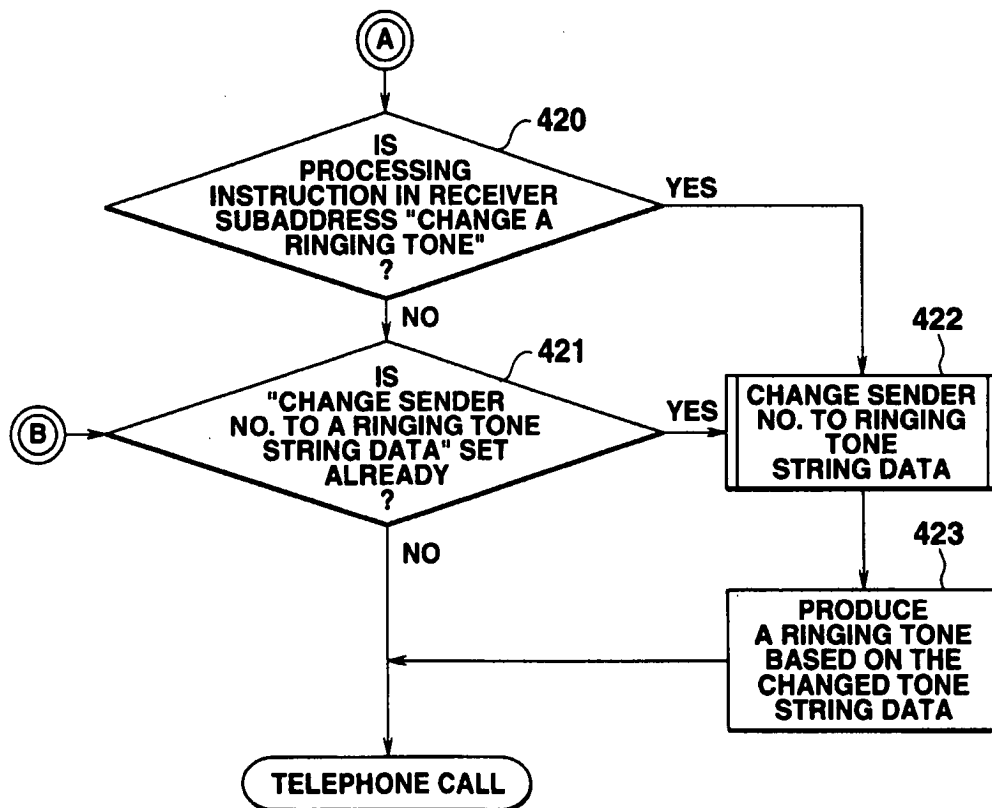 A
420
IS
PROCESSING
INSTRUCTION IN RECEIVER
SUBADDRESS "CHANGE A
RINGING TONE"
?
YES
NO
421
IS
"CHANGE SENDER
NO. TO A RINGING TONE
STRING DATA" SET
ALREADY
?
B
YES
NO
422
CHANGE SENDER
NO. TO RINGING
TONE
STRING DATA
423
PRODUCE
A RINGING TONE
BASED ON THE
CHANGED TONE
STRING DATA
TELEPHONE CALL